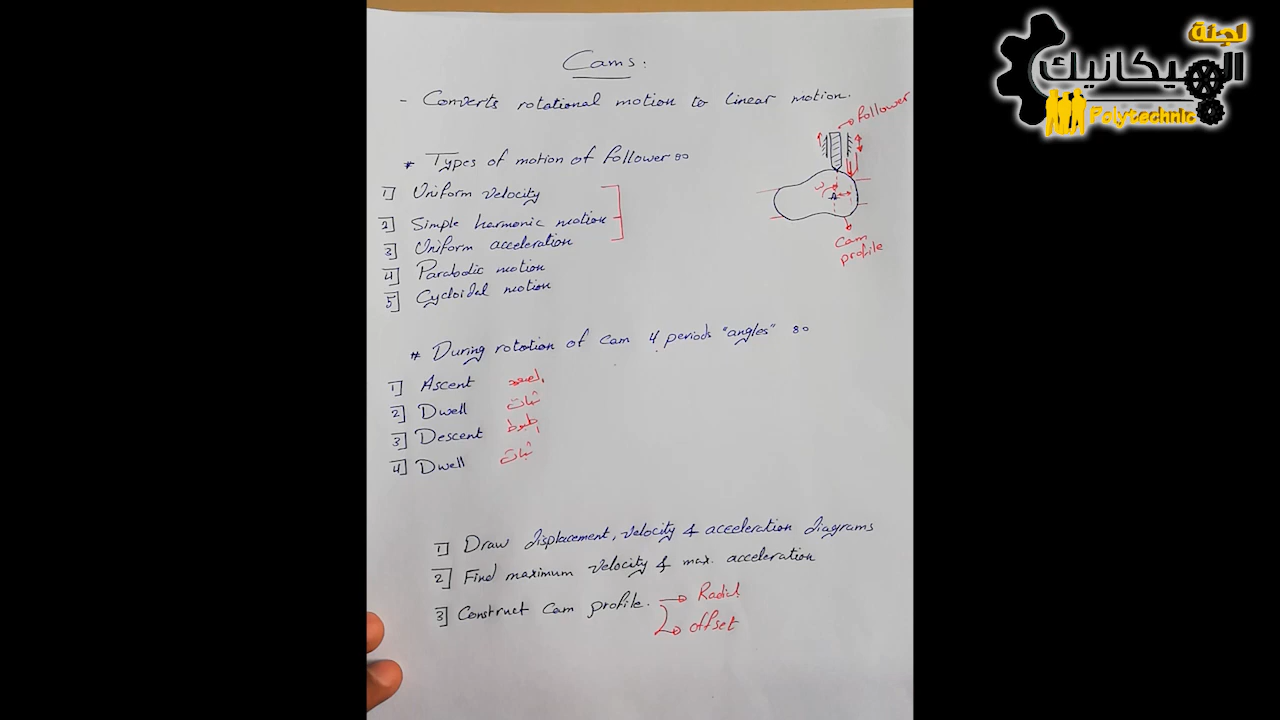 لجنة
الميكانيك
Polytechnic
Cams:
- Converts rotational motion to linear motion.
follower
* Types of motion of follower:
1] Uniform velocity
2] Simple harmonic motion
3] Uniform acceleration
4] Parabolic motion
5] Cycloidel motion
ω
A
Cam
profile
* During rotation of cam 4 periods "angles" :
1] Ascent صعود
2] Dwell ثبات
3] Descent هبوط
4] Dwell ثبات
1] Draw displacement, velocity & acceleration diagrams
2] Find maximum velocity & max. acceleration
3] Construct Cam profile. → Radial
→ offset